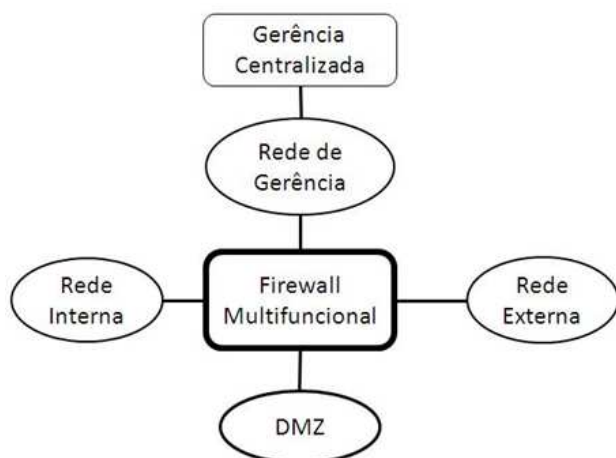 Gerência
Centralizada
Rede de
Gerência
Rede
Interna
Firewall
Multifuncional
Rede
Externa
DMZ